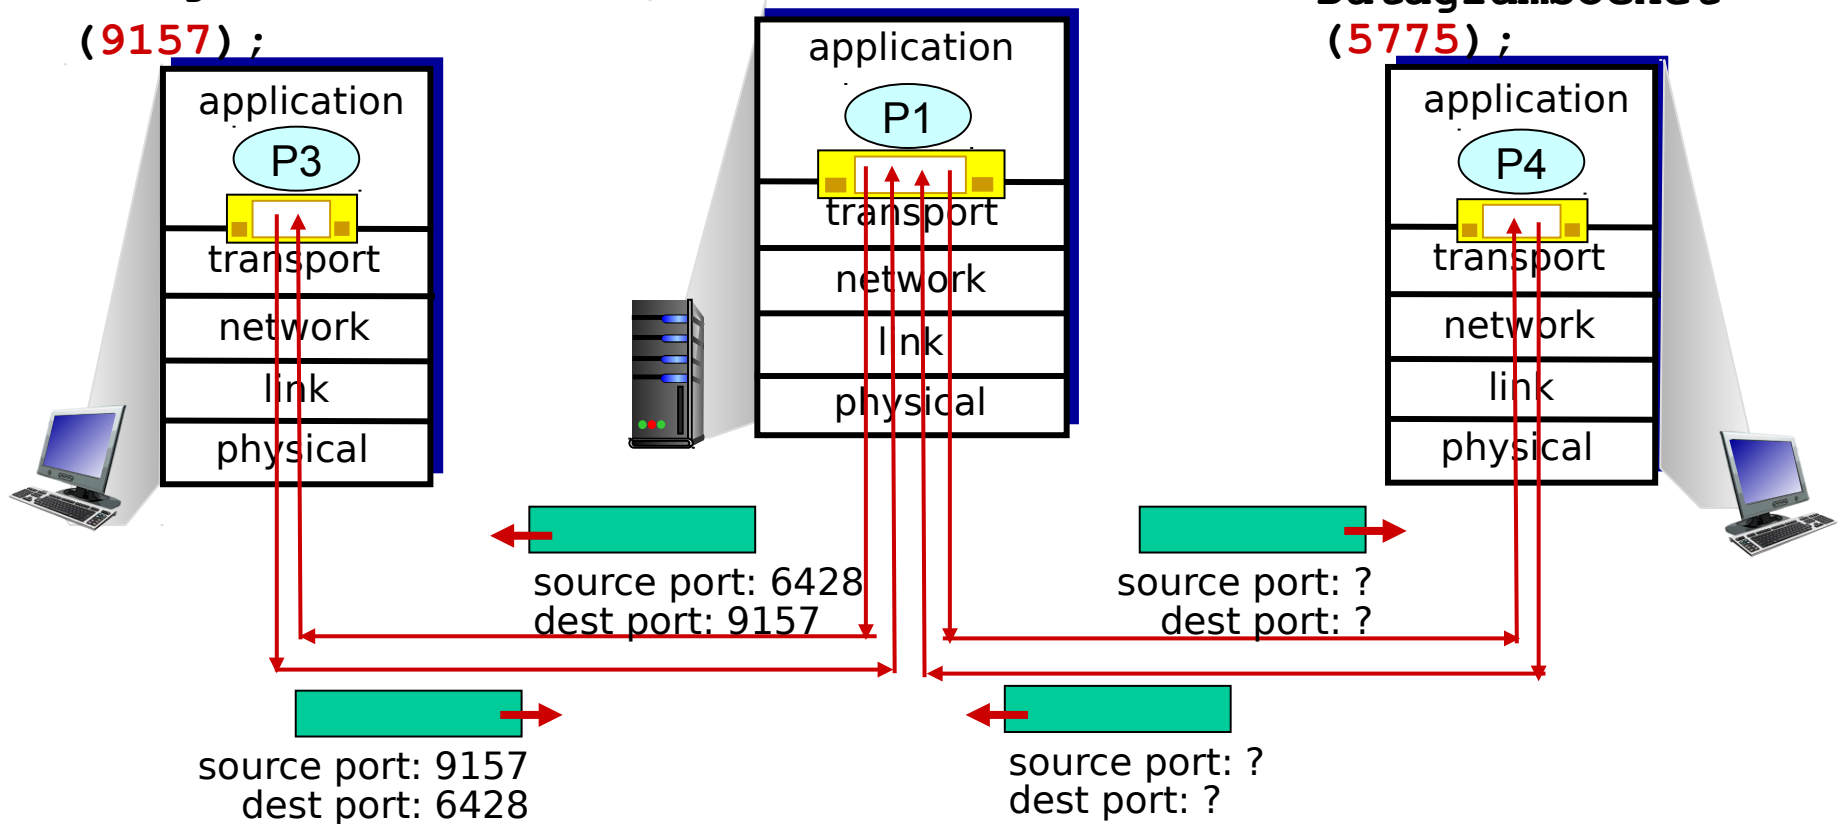 (9157);
(5775);
application
P3
transport
network
link
physical
application
P1
transport
network
link
physical
application
P4
transport
network
link
physical
source port: 6428
dest port: 9157
source port: ?
dest port: ?
source port: 9157
dest port: 6428
source port: ?
dest port: ?